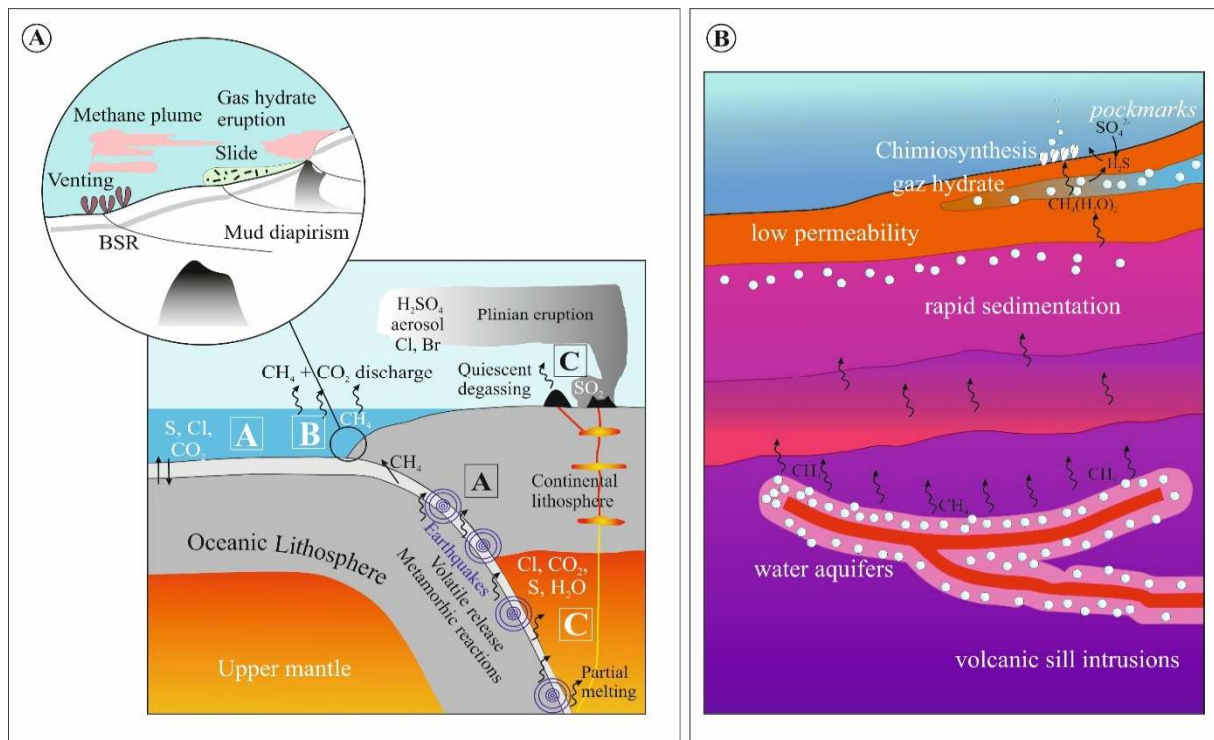 A
Methane plume
Gas hydrate
eruption
Slide
Venting
BSR
Mud diapirism
H₂SO₄
aerosol
Cl, Br
Plinian eruption
CH₄ + CO₂ discharge
Quiescent
degassing
C
SO₂
S, Cl,
CO₂
A
B
CH₄
CH₄
A
Continental
lithosphere
Oceanic Lithosphere
Earthquakes
Volatile release
Metamorhic reactions
Cl, CO₂,
S, H₂O
C
Upper mantle
Partial
melting
B
pockmarks
SO₄²⁻
Chimiosynthesis
H₂S
gaz hydrate
CH₄(H₂O)₂
low permeability
rapid sedimentation
CH₄
CH₄
CH₄
water aquifers
volcanic sill intrusions